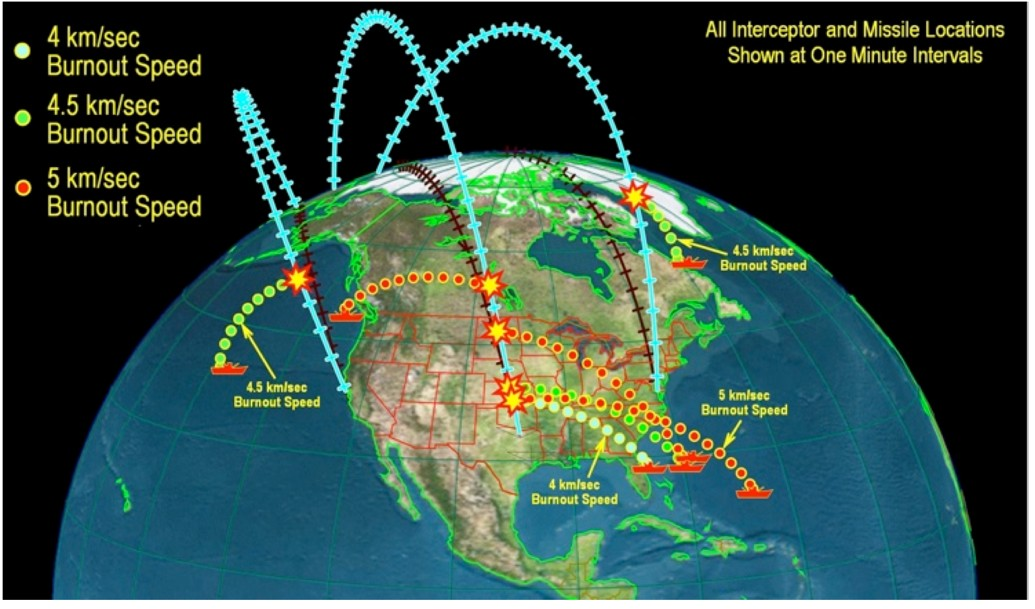 4 km/sec
Burnout Speed
4.5 km/sec
Burnout Speed
5 km/sec
Burnout Speed
All Interceptor and Missile Locations
Shown at One Minute Intervals
4.5 km/sec
Burnout Speed
4.5 km/sec
Burnout Speed
5 km/sec
Burnout Speed
4 km/sec
Burnout Speed